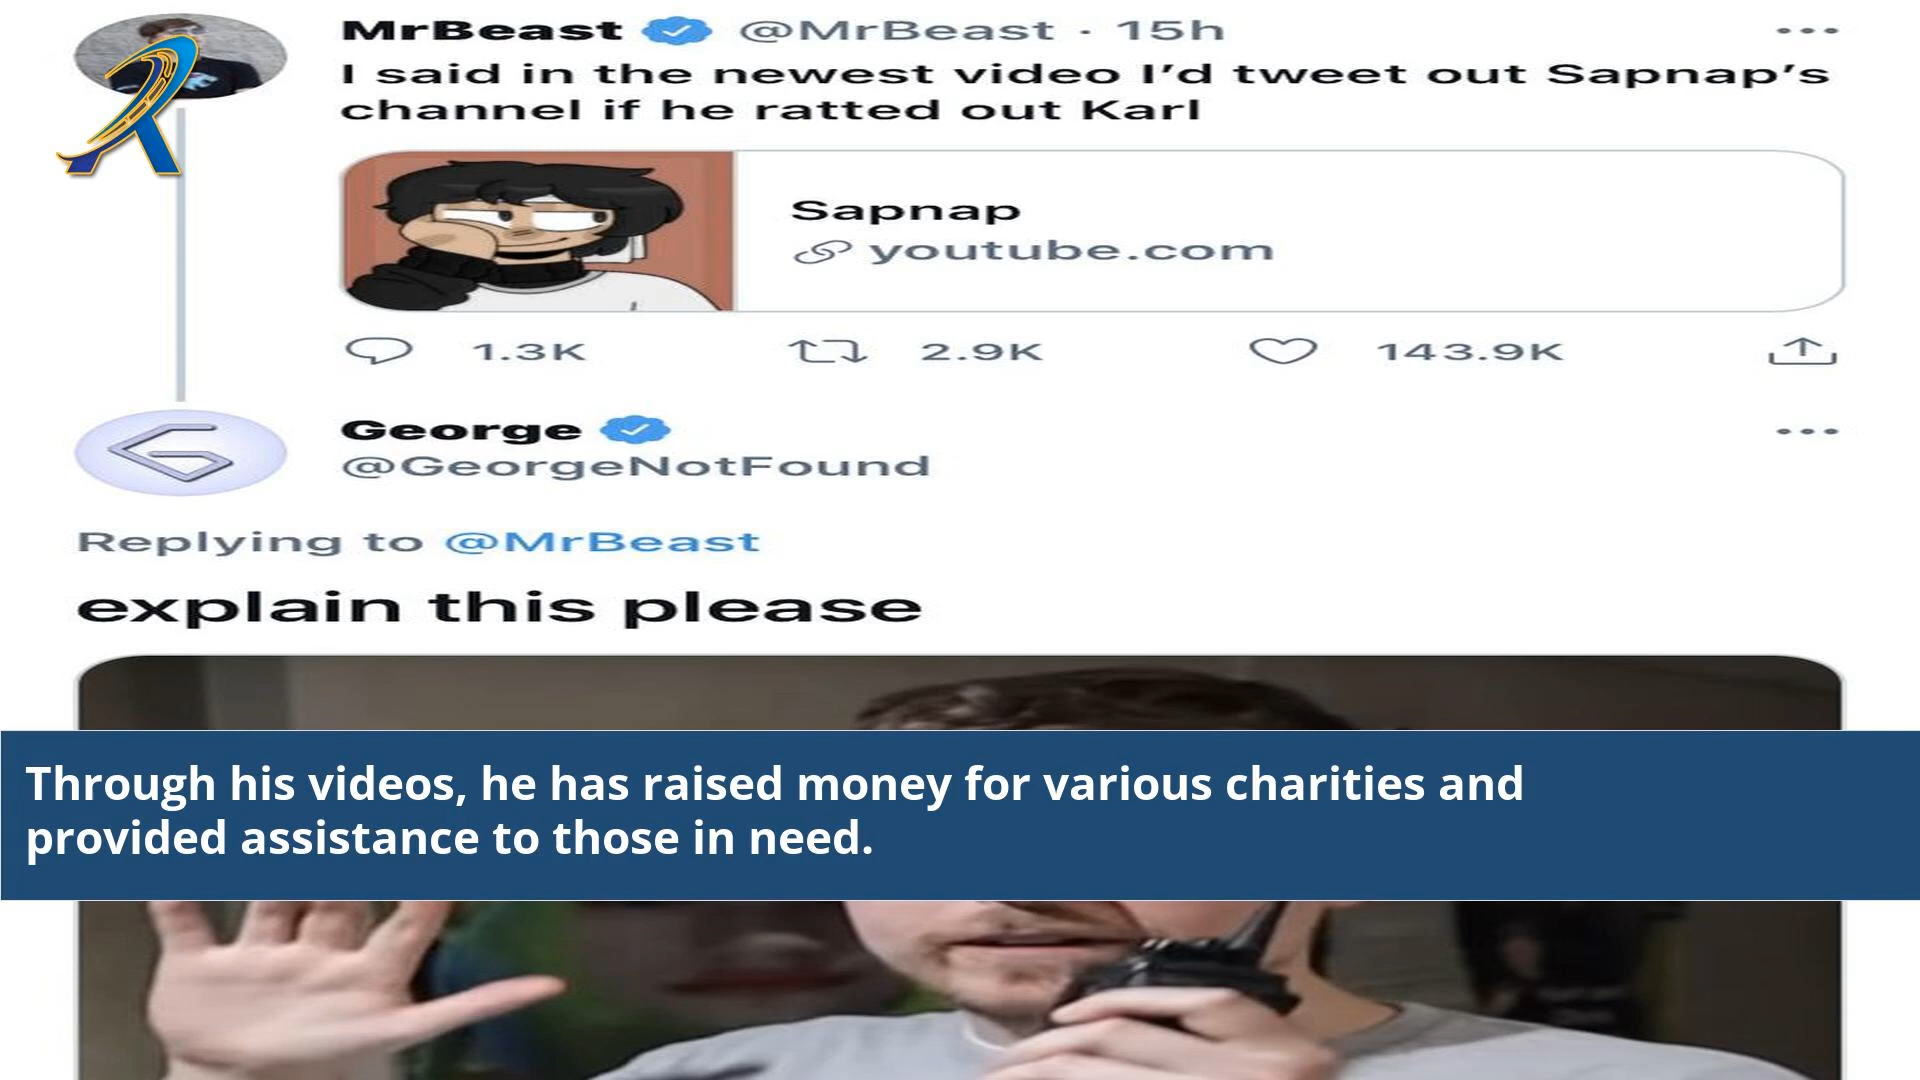 MrBeast @MrBeast · 15h
I said in the newest video I'd tweet out Sapnap's
channel if he ratted out Karl
Sapnap
youtube.com
1.3K 2.9K 143.9K
George
@GeorgeNotFound
Replying to @MrBeast
explain this please
Through his videos, he has raised money for various charities and
provided assistance to those in need.